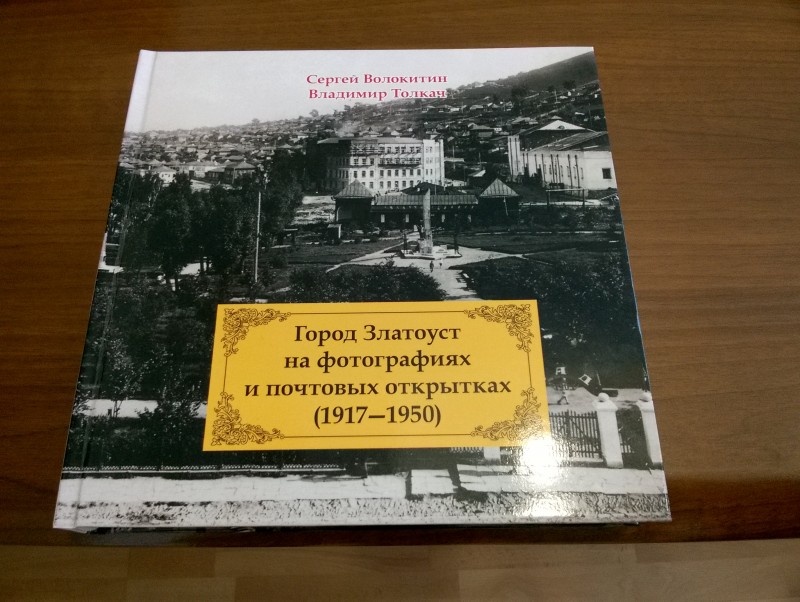 Сергей Волокитин
Владимир Толкач
Город Златоуст
на фотографиях
и почтовых открытках
(1917—1950)